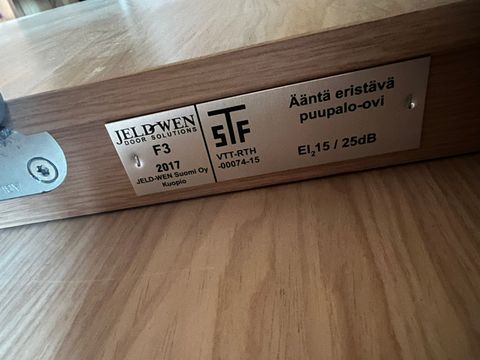 JELD-WEN
DOOR SOLUTIONS
F3
2017
JELD-WEN Suomi Oy
Kuopio
STF
VTT-RTH
-00074-15
Ääntä eristävä
puupalo-ovi
EI₂15 / 25dB